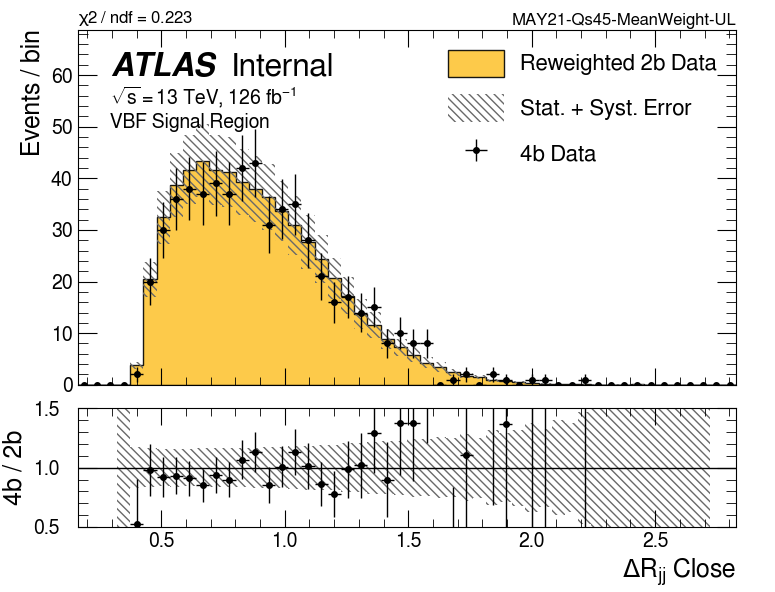 χ2 / ndf = 0.223
MAY21-Qs45-MeanWeight-UL
Events / bin
ATLAS Internal
√s = 13 TeV, 126 fb−1
VBF Signal Region
Reweighted 2b Data
Stat. + Syst. Error
4b Data
60
50
40
30
20
10
0
4b / 2b
1.5
1.0
0.5
0.5 1.0 1.5 2.0 2.5
ΔRjj Close